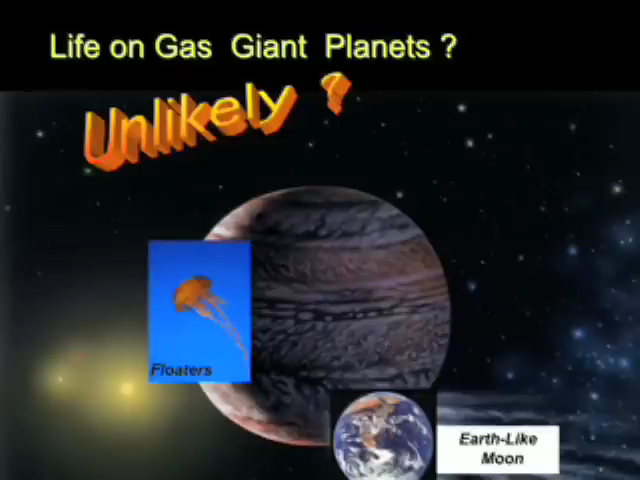 Life on Gas Giant Planets ?
Unlikely ?
Floaters
Earth-Like
Moon